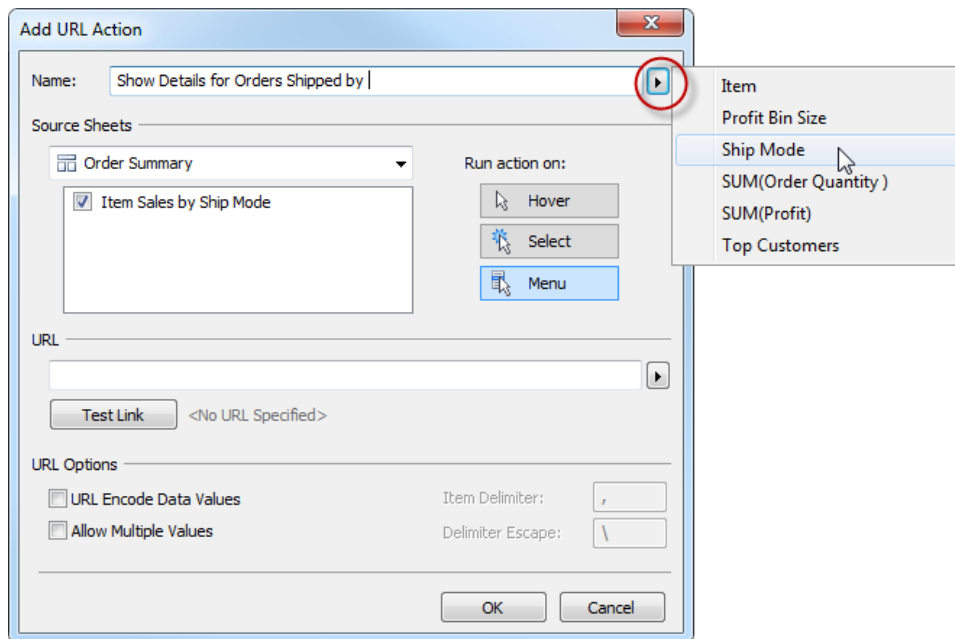 Add URL Action
Name: Show Details for Orders Shipped by
Item
Profit Bin Size
Ship Mode
SUM(Order Quantity )
SUM(Profit)
Top Customers
Source Sheets
Order Summary
Item Sales by Ship Mode
Run action on:
Hover
Select
Menu
URL
Test Link <No URL Specified>
URL Options
URL Encode Data Values
Allow Multiple Values
Item Delimiter: ,
Delimiter Escape: \
OK Cancel